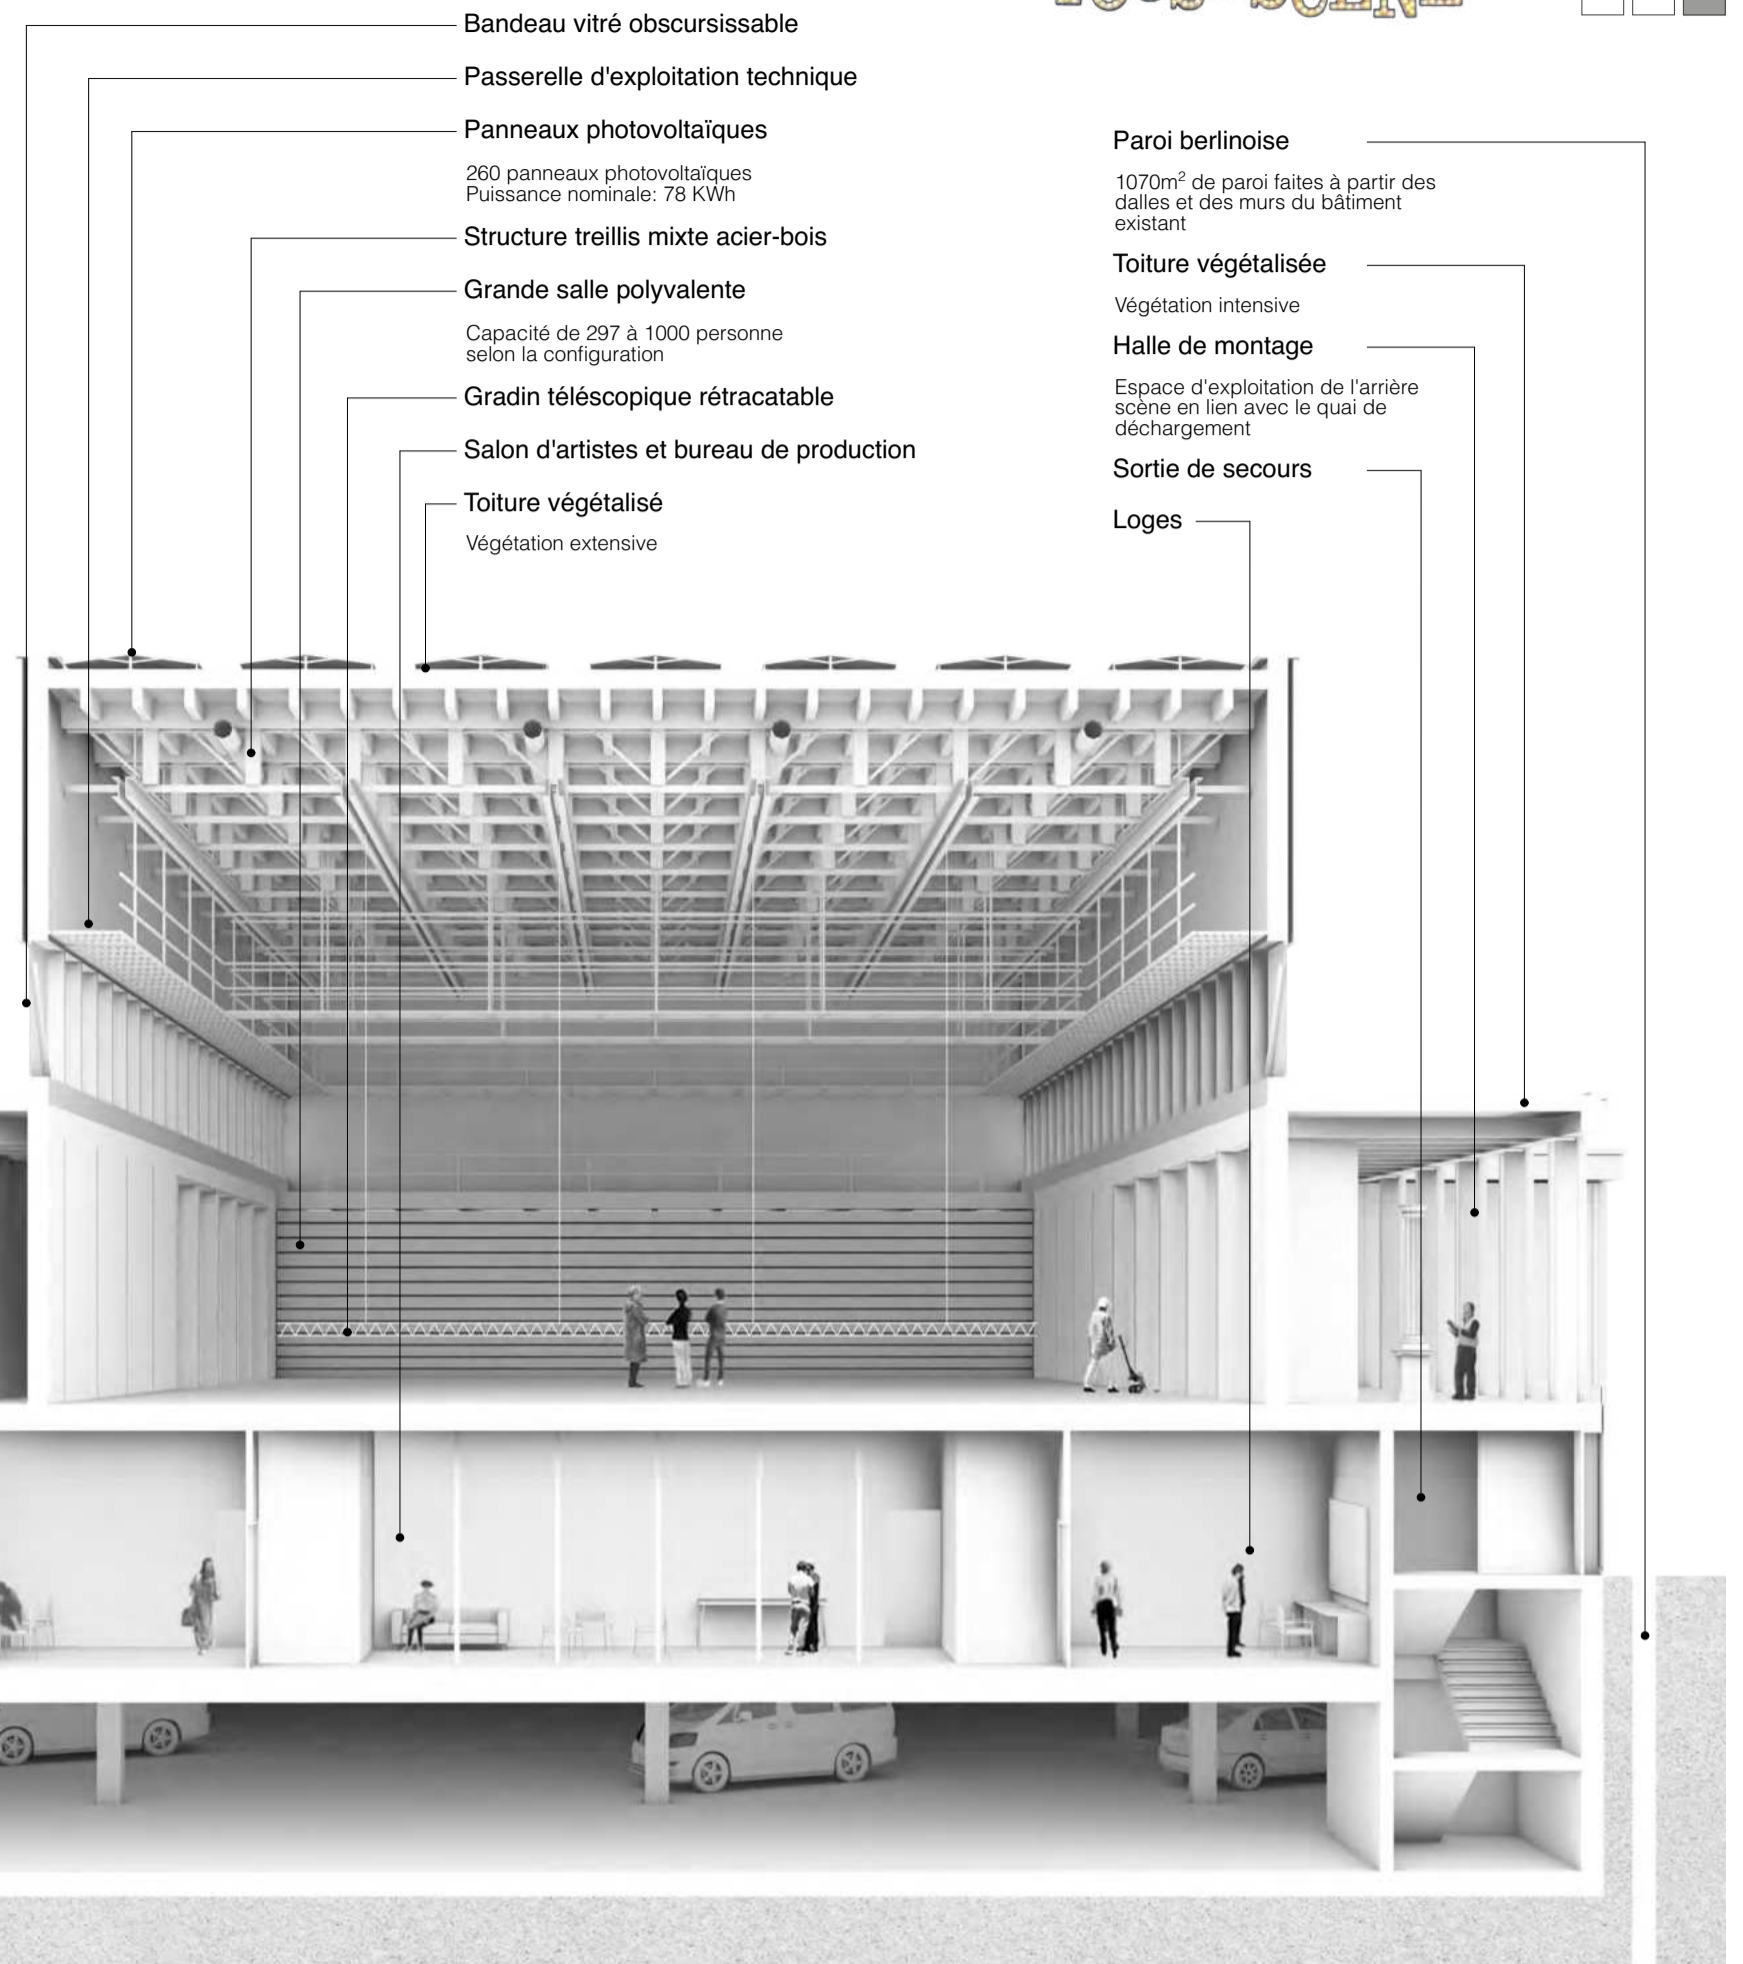 Bandeau vitré obscursissable
Passerelle d'exploitation technique
Panneaux photovoltaïques
260 panneaux photovoltaïques
Puissance nominale: 78 KWh
Structure treillis mixte acier-bois
Grande salle polyvalente
Capacité de 297 à 1000 personne
selon la configuration
Gradin téléscopique rétracatable
Salon d'artistes et bureau de production
Toiture végétalisé
Végétation extensive
Paroi berlinoise
1070m² de paroi faites à partir des
dalles et des murs du bâtiment
existant
Toiture végétalisée
Végétation intensive
Halle de montage
Espace d'exploitation de l'arrière
scène en lien avec le quai de
déchargement
Sortie de secours
Loges